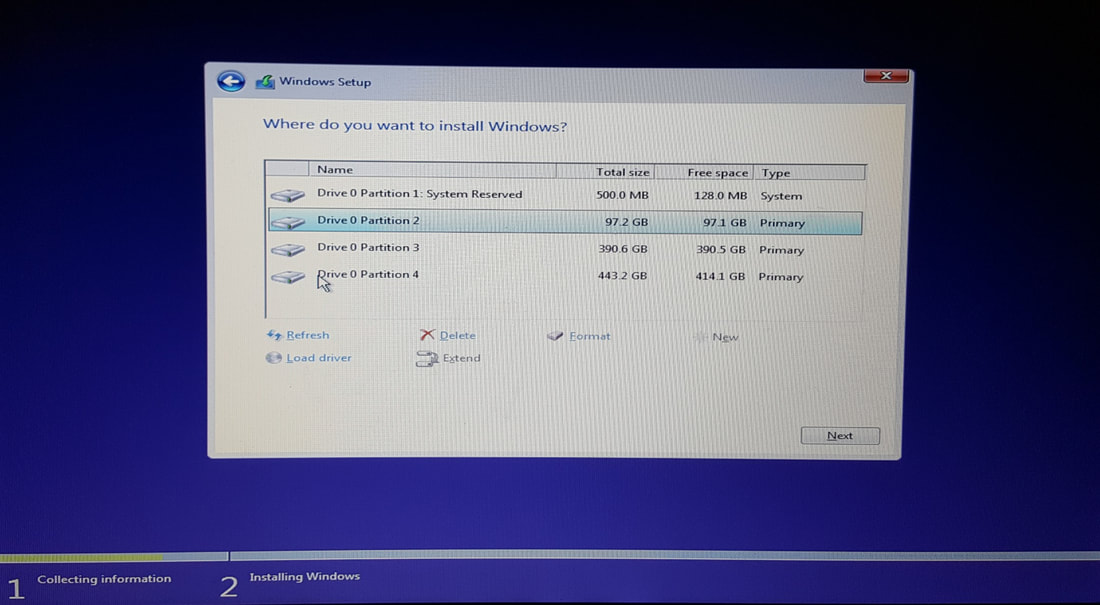 Windows Setup
Where do you want to install Windows?
Name Total size Free space Type
Drive 0 Partition 1: System Reserved 500.0 MB 128.0 MB System
Drive 0 Partition 2 97.2 GB 97.1 GB Primary
Drive 0 Partition 3 390.6 GB 390.5 GB Primary
Drive 0 Partition 4 443.2 GB 414.1 GB Primary
Refresh Delete Format New
Load driver Extend
Next
1 Collecting information 2 Installing Windows